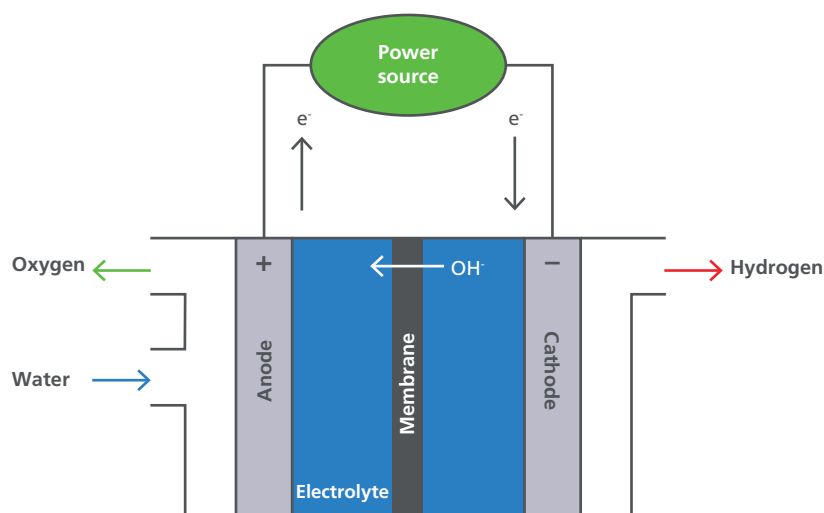 Power
source
e⁻
e⁻
Oxygen
+
OH⁻
−
Hydrogen
Water
Anode
Membrane
Cathode
Electrolyte